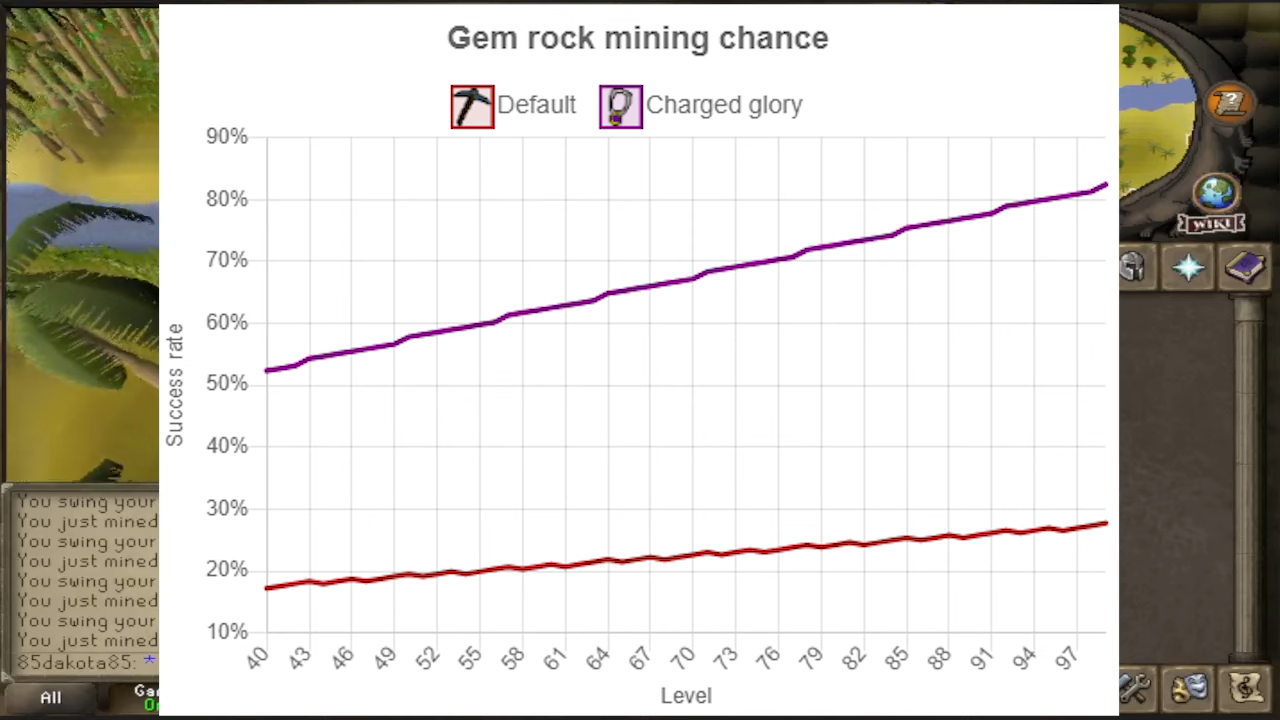 Gem rock mining chance
Default
Charged glory
90%
80%
70%
60%
50%
40%
30%
20%
10%
Success rate
40
43
46
49
52
55
58
61
64
67
70
73
76
79
82
85
88
91
94
97
Level
WIKI
You swing your
You just mined
You swing your
You just mined
You swing your
You just mined
You swing your
You just mined
85dakota85: *
All
Ga
On